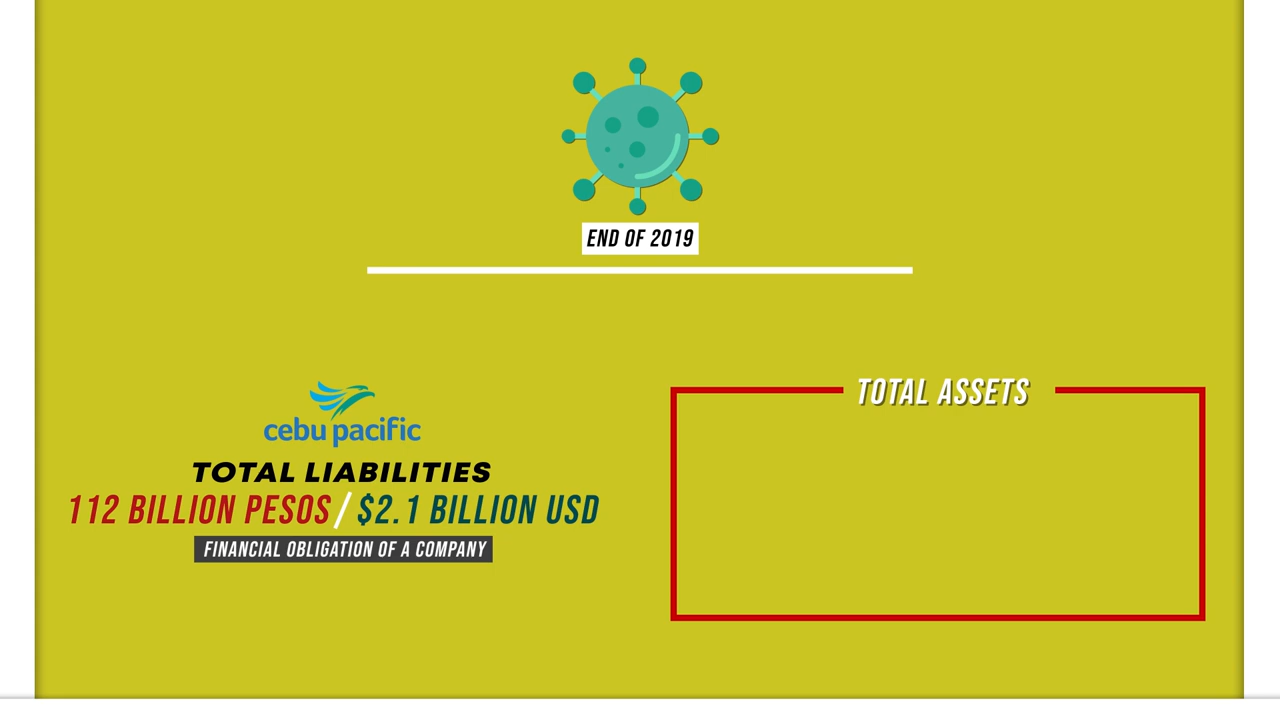 END OF 2019
cebu pacific
TOTAL LIABILITIES
112 BILLION PESOS / $2.1 BILLION USD
FINANCIAL OBLIGATION OF A COMPANY
TOTAL ASSETS